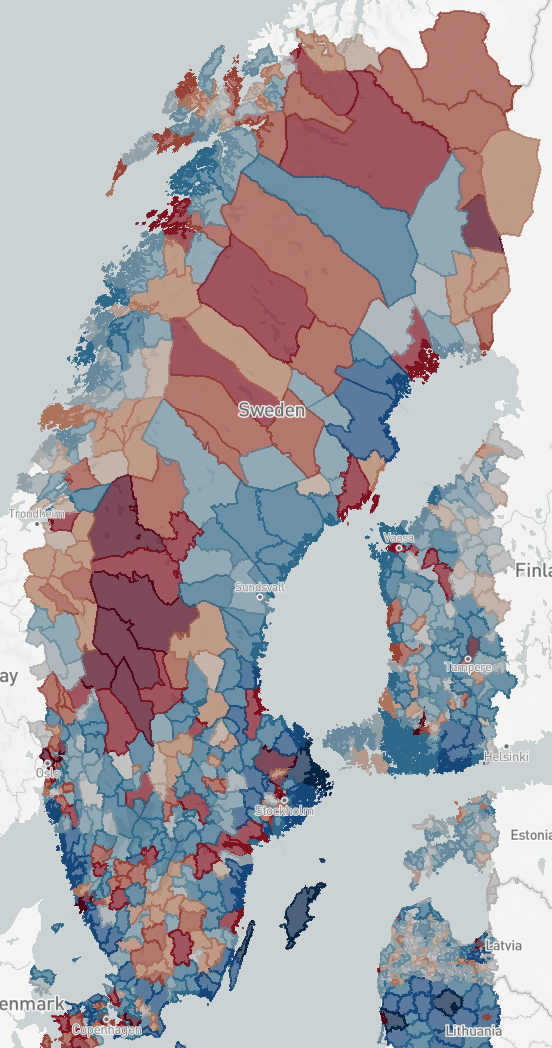 Sweden
Trondheim
Vaasa
Finla
Sundsvall
Tampere
ay
Oslo
Helsinki
Stockholm
Estonia
Latvia
enmark
Copenhagen
Lithuania